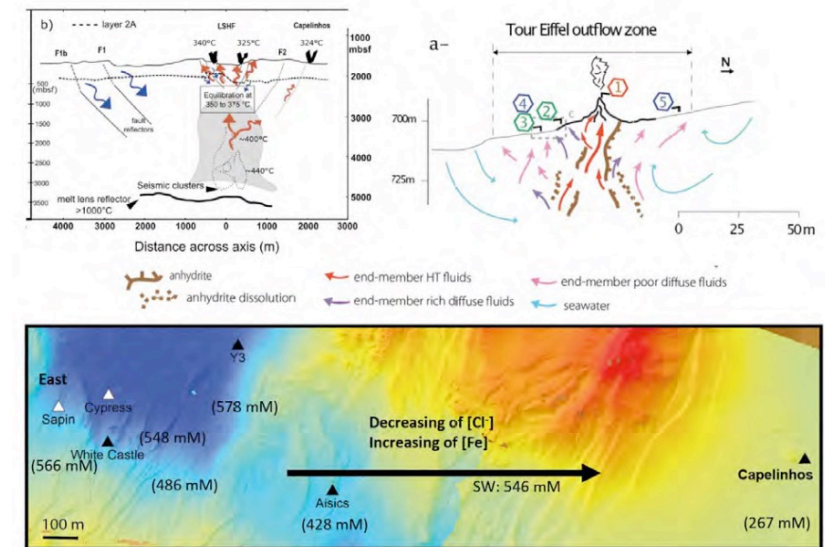 b)
layer 2A
LSHF
Capelinhos
340°C
325°C
324°C
F1b
F1
F2
1000
mbsf
500
(mbsf)
1000
1500
2000
2500
3000
3500
2000
3000
4000
5000
fault
reflectors
Equilibration at
350 to 375 °C
~400°C
~440°C
Seismic clusters
melt lens reflector
>1000°C
4000
3000
2000
1000
0
1000
2000
3000
Distance across axis (m)
a–
Tour Eiffel outflow zone
N
1
2
3
4
5
c
700m
725m
0
25
50m
anhydrite
anhydrite dissolution
end-member HT fluids
end-member rich diffuse fluids
end-member poor diffuse fluids
seawater
Y3
East
Cypress
Sapin
(578 mM)
(548 mM)
White Castle
(566 mM)
(486 mM)
Decreasing of [Cl-]
Increasing of [Fe]
SW: 546 mM
Aisics
(428 mM)
Capelinhos
(267 mM)
100 m